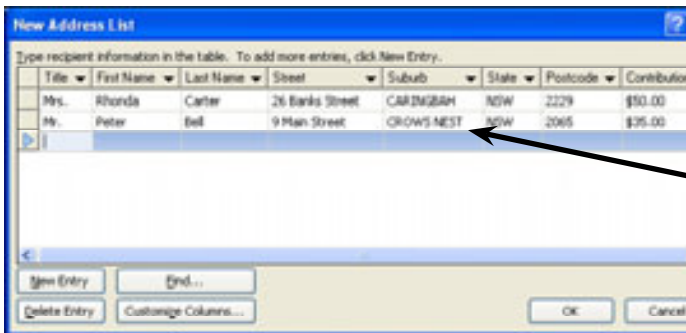 New Address List
Type recipient information in the table. To add more entries, click New Entry.
Title First Name Last Name Street Suburb State Postcode Contribution
Mrs. Rhonda Carter 26 Banks Street CARINGBAH NSW 2229 $50.00
Mr. Peter Bell 9 Main Street CROWS NEST NSW 2065 $35.00
New Entry Find...
Delete Entry Customize Columns... OK Cancel